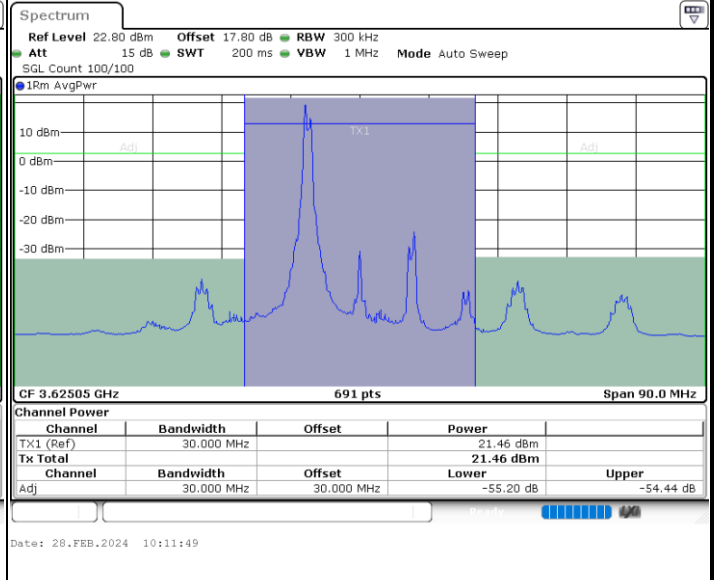 Spectrum
Ref Level 22.80 dBm Offset 17.80 dB RBW 300 kHz
Att 15 dB SWT 200 ms VBW 1 MHz Mode Auto Sweep
SGL Count 100/100
1Rm AvgPwr
TX1
10 dBm
Adj Adj
0 dBm
-10 dBm
-20 dBm
-30 dBm
CF 3.62505 GHz 691 pts Span 90.0 MHz
Channel Power
Channel Bandwidth Offset Power
TX1 (Ref) 30.000 MHz 21.46 dBm
Tx Total 21.46 dBm
Channel Bandwidth Offset Lower Upper
Adj 30.000 MHz 30.000 MHz -55.20 dB -54.44 dB
Ready
Date: 28.FEB.2024 10:11:49